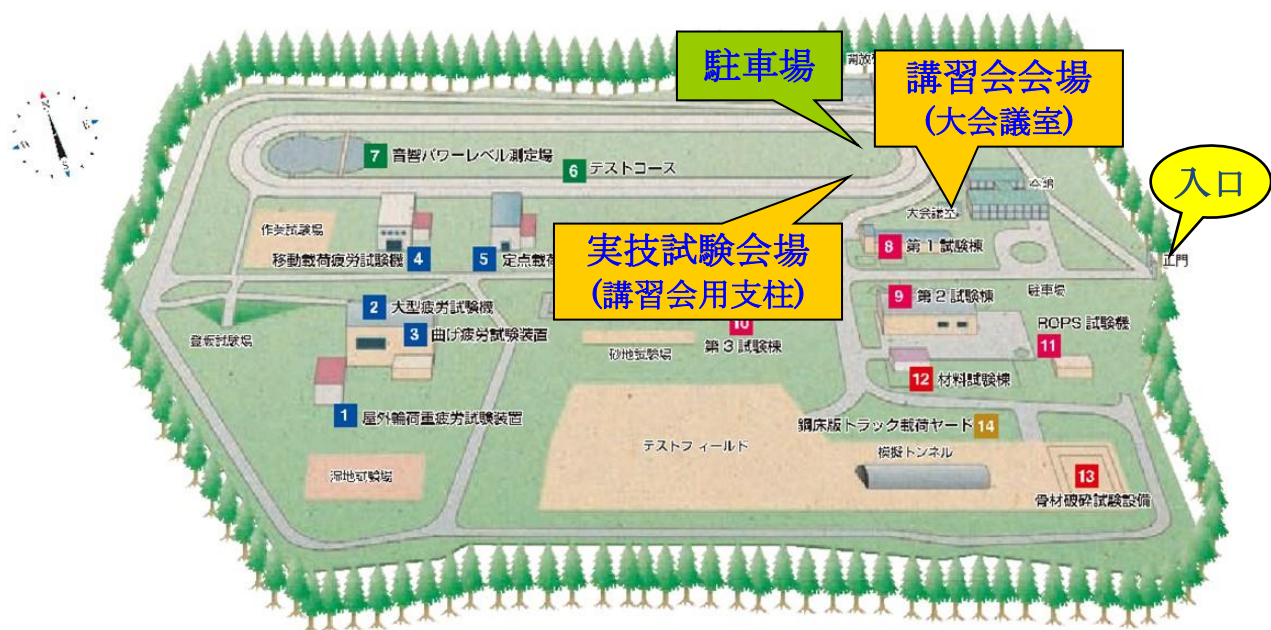 駐車場
開放
講習会会場
(大会議室)
N
E
S
7 音響パワーレベル測定場
6 テストコース
入口
本館
大会議室
作業試験場
実技試験会場
(講習会用支柱)
8 第1試験棟
移動載荷疲労試験機 4
5 定点載荷
正門
駐車場
9 第2試験棟
2 大型疲労試験機
ROPS試験機
11
3 曲げ疲労試験装置
10
登坂試験場
砂地試験場
第3試験棟
12 材料試験棟
1 屋外輪荷重疲労試験装置
鋼床版トラック載荷ヤード 14
テストフィールド
模擬トンネル
湿地試験場
13
骨材破砕試験設備